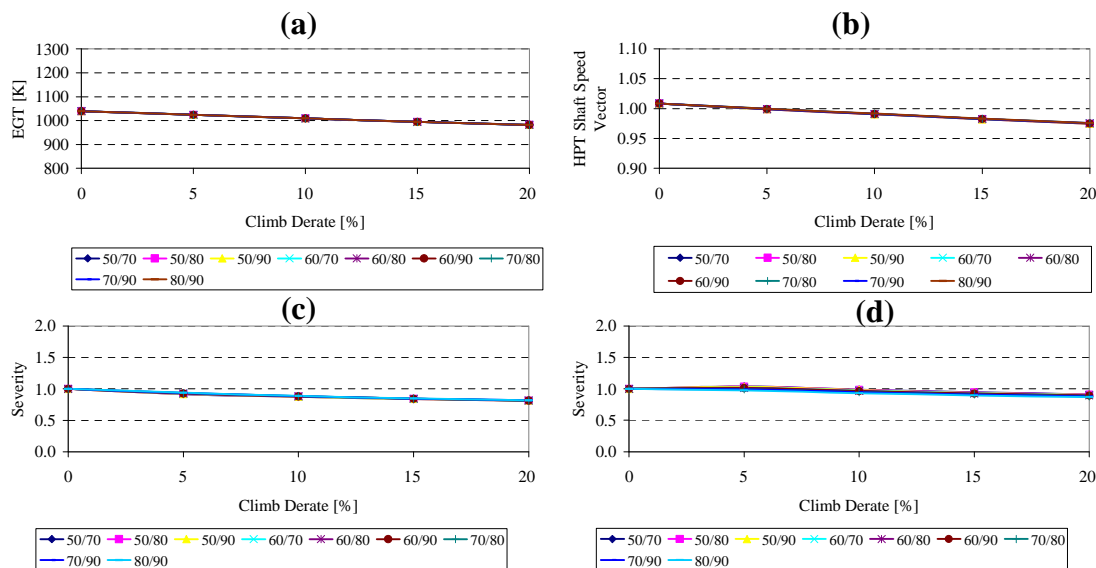 (a)
1300
1200
1100
1000
900
800
EGT [K]
0 5 10 15 20
Climb Derate [%]
50/70 50/80 50/90 60/70 60/80 60/90 70/80
70/90 80/90
(b)
1.10
1.05
1.00
0.95
0.90
HPT Shaft Speed
Vector
0 5 10 15 20
Climb Derate [%]
50/70 50/80 50/90 60/70 60/80
60/90 70/80 70/90 80/90
(c)
2.0
1.5
1.0
0.5
0.0
Severity
0 5 10 15 20
Climb Derate [%]
50/70 50/80 50/90 60/70 60/80 60/90 70/80
70/90 80/90
(d)
2.0
1.5
1.0
0.5
0.0
Severity
0 5 10 15 20
Climb Derate [%]
50/70 50/80 50/90 60/70 60/80 60/90 70/80
70/90 80/90